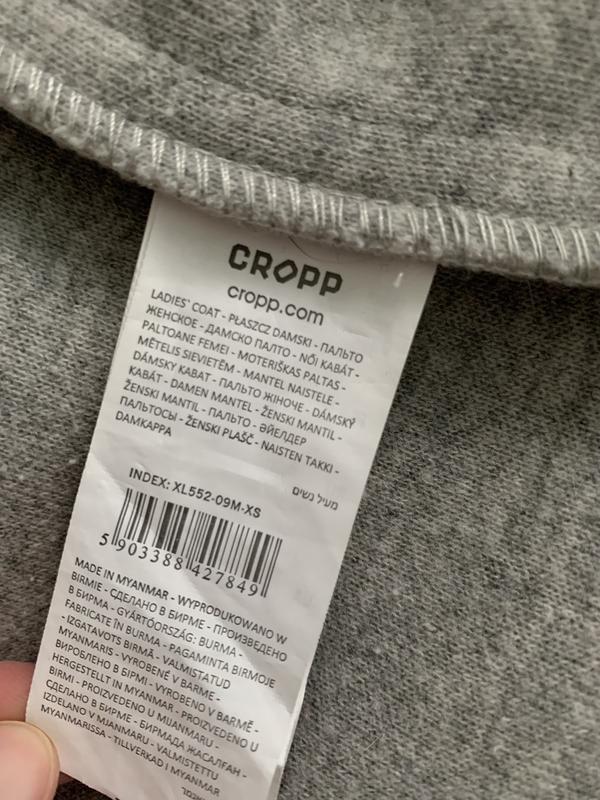 CROPP
cropp.com
LADIES' COAT - PŁASZCZ DAMSKI - ПАЛЬТО
ЖЕНСКОЕ - ДАМСКО ПАЛТО - NŐI KABÁT -
PALTOANE FEMEI - MOTERIŠKAS PALTAS -
MĒTELIS SIEVIETĒM - MANTEL NAISTELE -
DÁMSKY KABAT - ПАЛЬТО ЖІНОЧЕ - DÁMSKÝ
KABÁT - DAMEN MANTEL - ŽENSKI MANTIL -
ŽENSKI MANTIL - ПАЛЬТО - ӘЙЕЛДЕР
ПАЛЬТОСЫ - ŽENSKI PLAŠČ - NAISTEN TAKKI -
DAMKAPPA
מעיל נשים
INDEX: XL552-09M-XS
5 903388 427849
MADE IN MYANMAR - WYPRODUKOWANO W
BIRMIE - СДЕЛАНО В БИРМЕ - ПРОИЗВЕДЕНО
В БИРМА - GYÁRTÓORSZÁG: BURMA -
FABRICATE ÎN BURMA - PAGAMINTA BIRMOJE
- IZGATAVOTS BIRMĀ - VALMISTATUD
MYANMARIS - VYROBENÉ V BARME -
ВИРОБЛЕНО В БІРМІ - VYROBENO V BARMĚ -
HERGESTELLT IN MYANMAR - PROIZVEDENO U
BIRMI - PROIZVEDENO U MIJANMARU -
СДЕЛАНО В БИРМЕ - БИРМАДА ЖАСАЛҒАН -
IZDELANO V MJANMARU - VALMISTETTU
MYANMARISSA - TILLVERKAD I MYANMAR